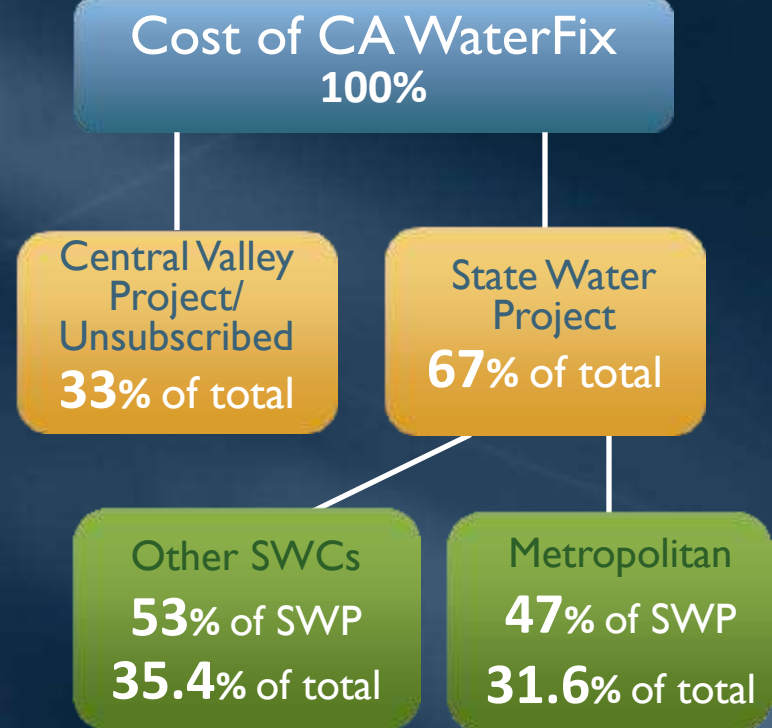 Cost of CA WaterFix
100%
Central Valley
Project/
Unsubscribed
33% of total
State Water
Project
67% of total
Other SWCs
53% of SWP
35.4% of total
Metropolitan
47% of SWP
31.6% of total